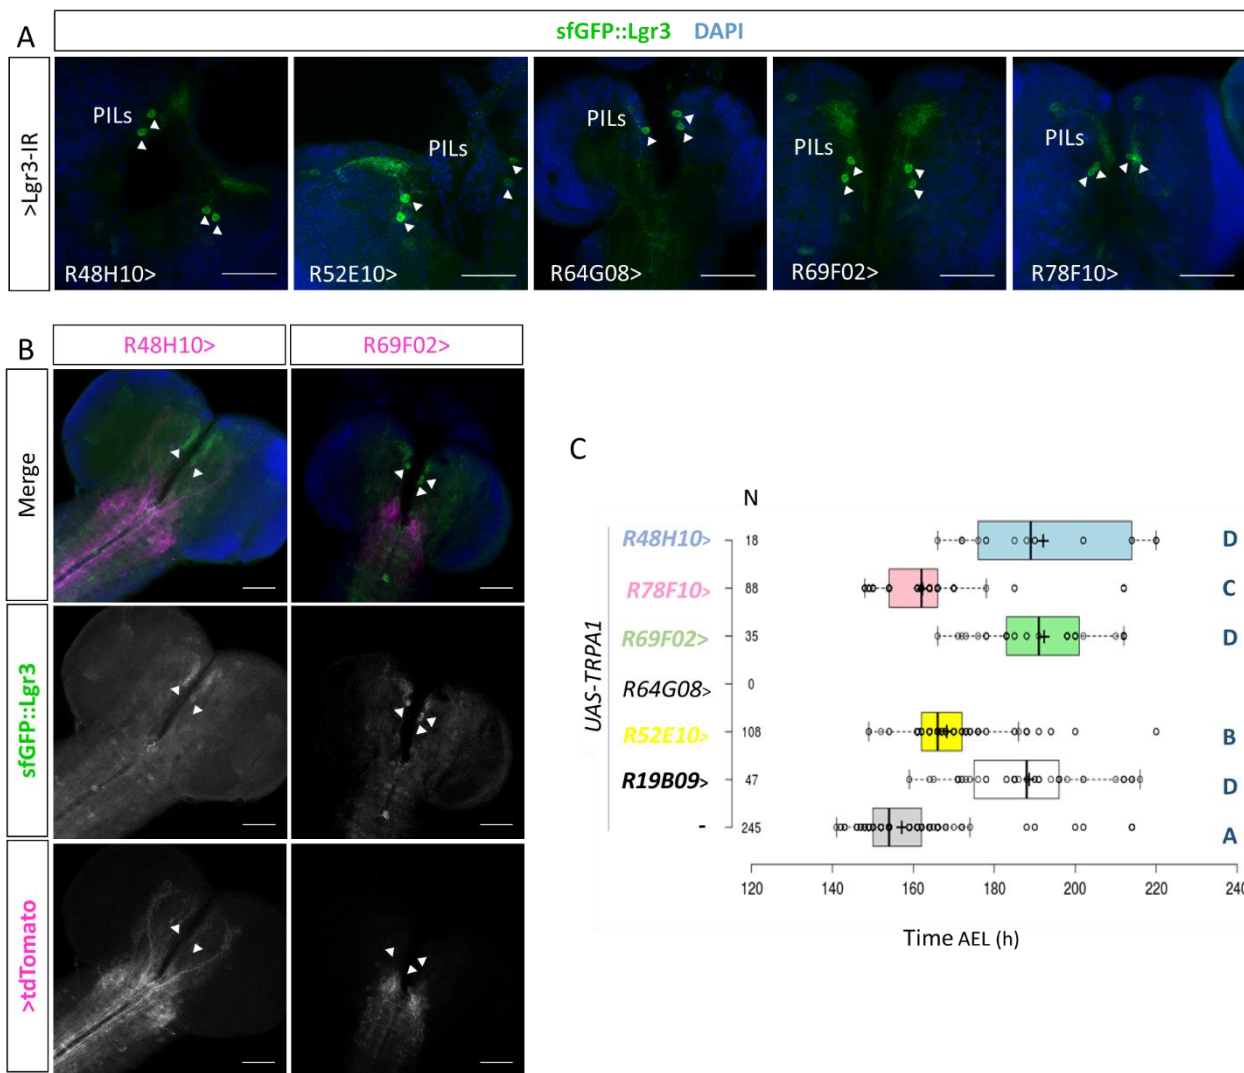 A
sfGFP::Lgr3 DAPI
>Lgr3-IR
PILs
PILs
PILs
PILs
PILs
R48H10>
R52E10>
R64G08>
R69F02>
R78F10>
B
R48H10>
R69F02>
Merge
sfGFP::Lgr3
>tdTomato
C
N
UAS-TRPA1
R48H10> 18 D
R78F10> 88 C
R69F02> 35 D
R64G08> 0
R52E10> 108 B
R19B09> 47 D
- 245 A
120 140 160 180 200 220 240
Time AEL (h)